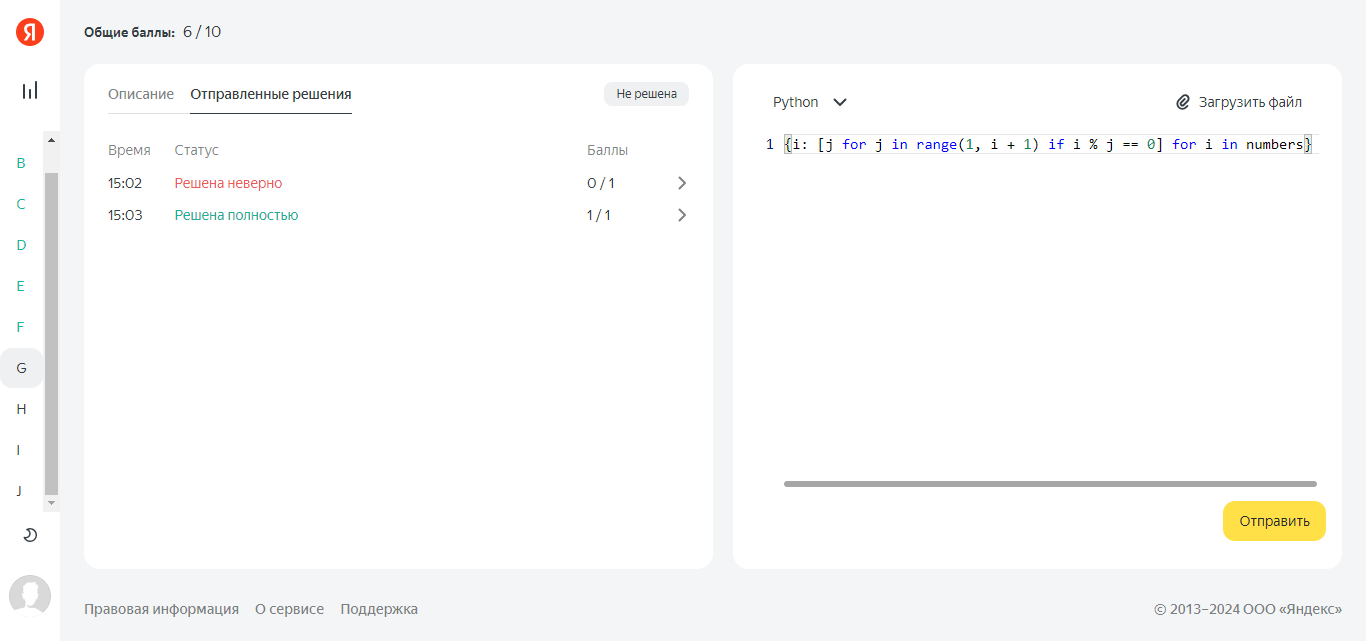 Я
Общие баллы: 6 / 10
B
C
D
E
F
G
H
I
J
Описание Отправленные решения Не решена
Время Статус Баллы
15:02 Решена неверно 0 / 1
15:03 Решена полностью 1 / 1
Python Загрузить файл
1 {i: [j for j in range(1, i + 1) if i % j == 0] for i in numbers}
Отправить
Правовая информация О сервисе Поддержка © 2013–2024 ООО «Яндекс»